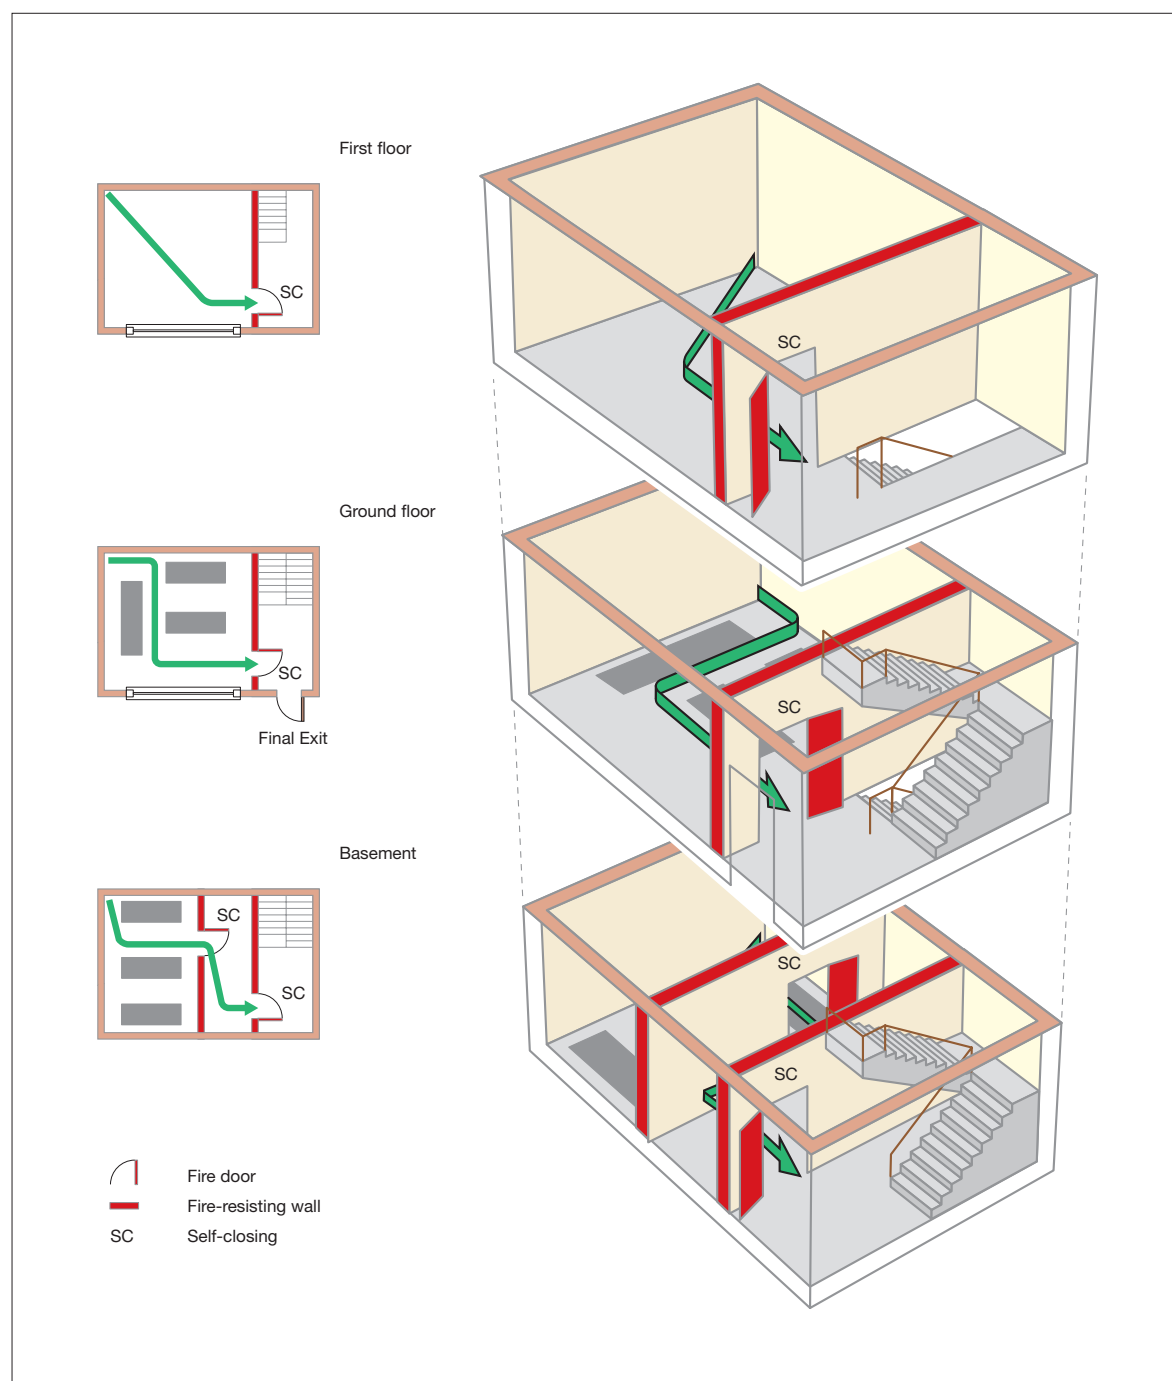 First floor
SC
SC
Ground floor
SC
SC
Final Exit
Basement
SC
SC
SC
SC
Fire door
Fire-resisting wall
SC Self-closing